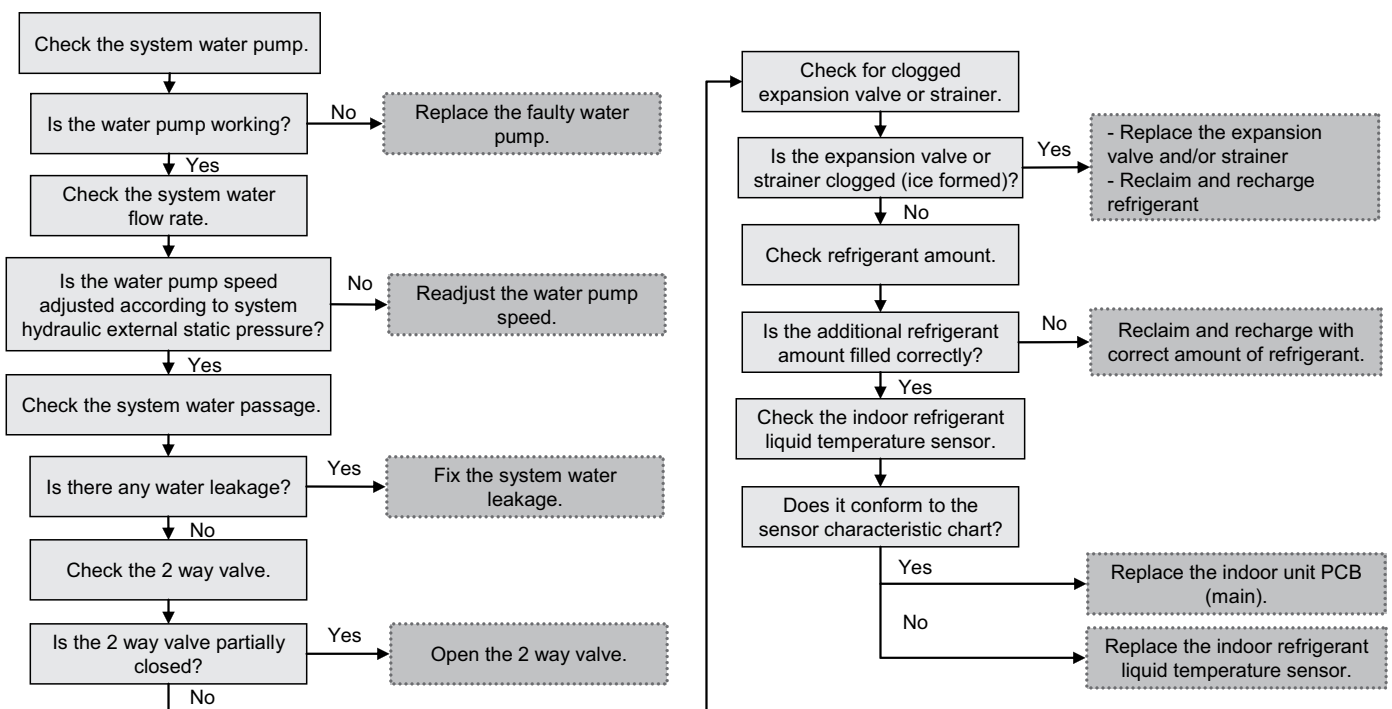 Check the system water pump.
Is the water pump working?
No
Replace the faulty water
pump.
Yes
Check the system water
flow rate.
Is the water pump speed
adjusted according to system
hydraulic external static pressure?
No
Readjust the water pump
speed.
Yes
Check the system water passage.
Is there any water leakage?
Yes
Fix the system water
leakage.
No
Check the 2 way valve.
Is the 2 way valve partially
closed?
Yes
Open the 2 way valve.
No
Check for clogged
expansion valve or strainer.
Is the expansion valve or
strainer clogged (ice formed)?
Yes
- Replace the expansion
valve and/or strainer
- Reclaim and recharge
refrigerant
No
Check refrigerant amount.
Is the additional refrigerant
amount filled correctly?
No
Reclaim and recharge with
correct amount of refrigerant.
Yes
Check the indoor refrigerant
liquid temperature sensor.
Does it conform to the
sensor characteristic chart?
Yes
Replace the indoor unit PCB
(main).
No
Replace the indoor refrigerant
liquid temperature sensor.